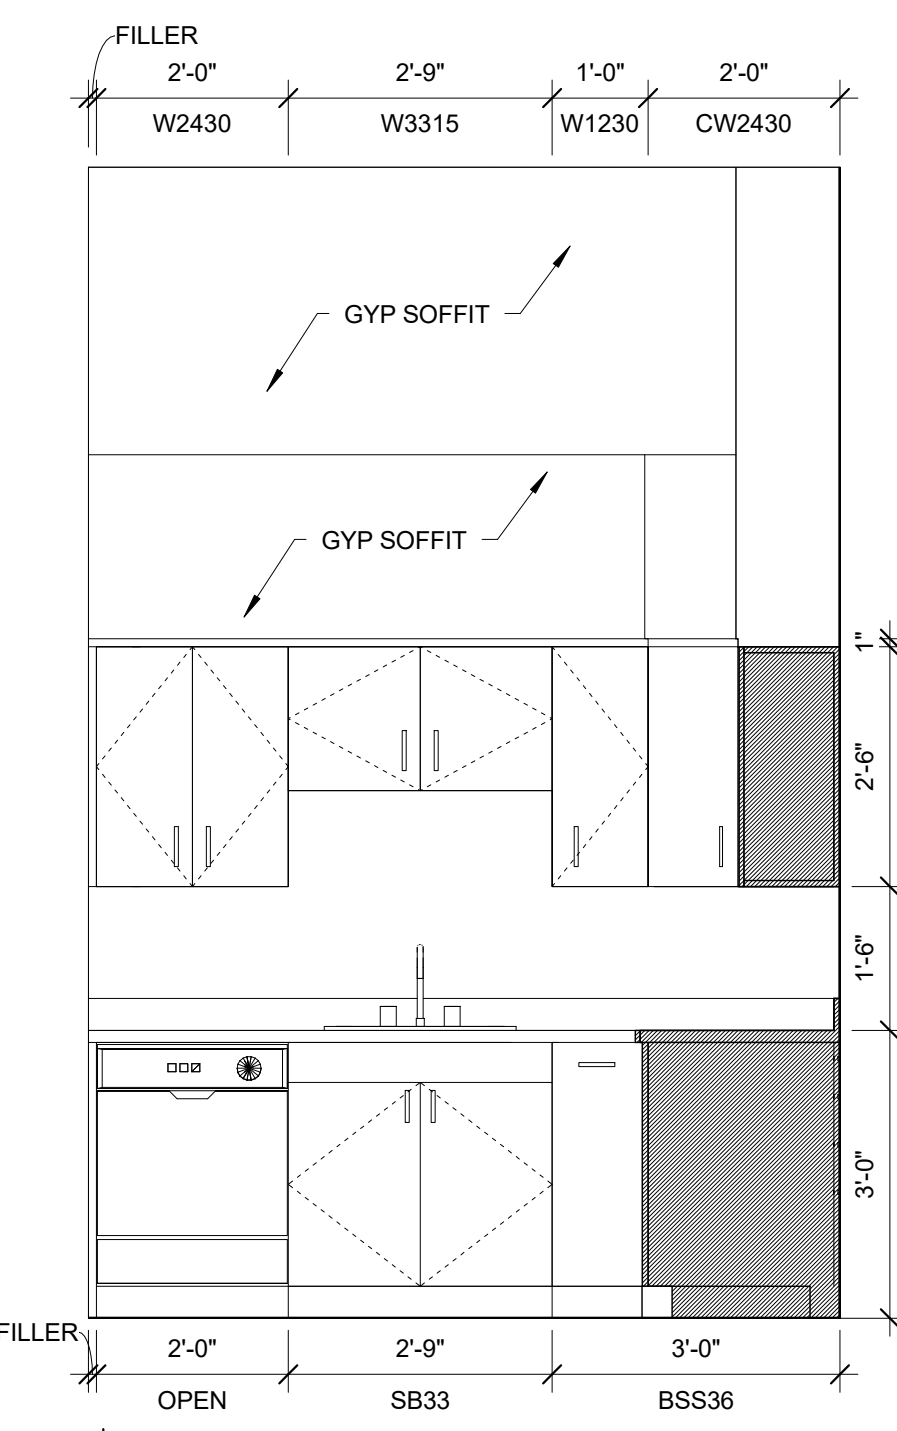 FILLER
2'-0" 2'-9" 1'-0" 2'-0"
W2430 W3315 W1230 CW2430
GYP SOFFIT
GYP SOFFIT
1"
2'-6"
1'-6"
3'-0"
FILLER
2'-0" 2'-9" 3'-0"
OPEN SB33 BSS36